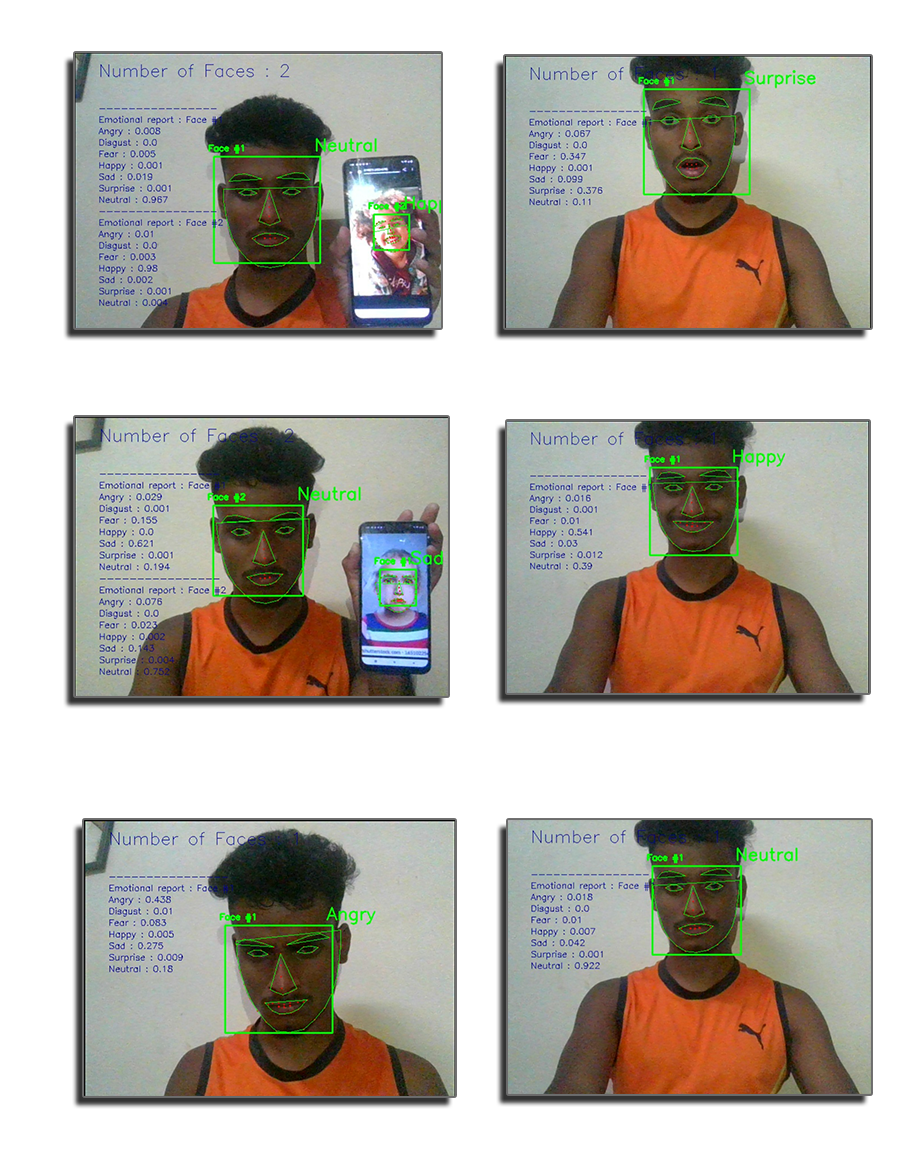 Number of Faces : 2
Emotional report : Face #1
Angry : 0.008
Disgust : 0.0
Fear : 0.005
Happy : 0.001
Sad : 0.019
Surprise : 0.001
Neutral : 0.967
Emotional report : Face #2
Angry : 0.01
Disgust : 0.0
Fear : 0.003
Happy : 0.98
Sad : 0.002
Surprise : 0.001
Neutral : 0.004
Face #1
Neutral
Face #2
Happ
Number of Faces : 1
Emotional report : Face #
Angry : 0.067
Disgust : 0.0
Fear : 0.347
Happy : 0.001
Sad : 0.099
Surprise : 0.376
Neutral : 0.11
Face #1
Surprise
Number of Faces : 2
Emotional report : Face #1
Angry : 0.029
Disgust : 0.001
Fear : 0.155
Happy : 0.0
Sad : 0.621
Surprise : 0.001
Neutral : 0.194
Emotional report : Face #2
Angry : 0.076
Disgust : 0.0
Fear : 0.023
Happy : 0.002
Sad : 0.143
Surprise : 0.004
Neutral : 0.752
Face #2
Neutral
Face #1
Sad
Number of Faces : 1
Emotional report : Face #
Angry : 0.016
Disgust : 0.001
Fear : 0.01
Happy : 0.541
Sad : 0.03
Surprise : 0.012
Neutral : 0.39
Face #1
Happy
Number of Faces : 1
Emotional report : Face #
Angry : 0.438
Disgust : 0.01
Fear : 0.083
Happy : 0.005
Sad : 0.275
Surprise : 0.009
Neutral : 0.18
Face #1
Angry
Number of Faces : 1
Emotional report : Face #
Angry : 0.018
Disgust : 0.0
Fear : 0.01
Happy : 0.007
Sad : 0.042
Surprise : 0.001
Neutral : 0.922
Face #1
Neutral